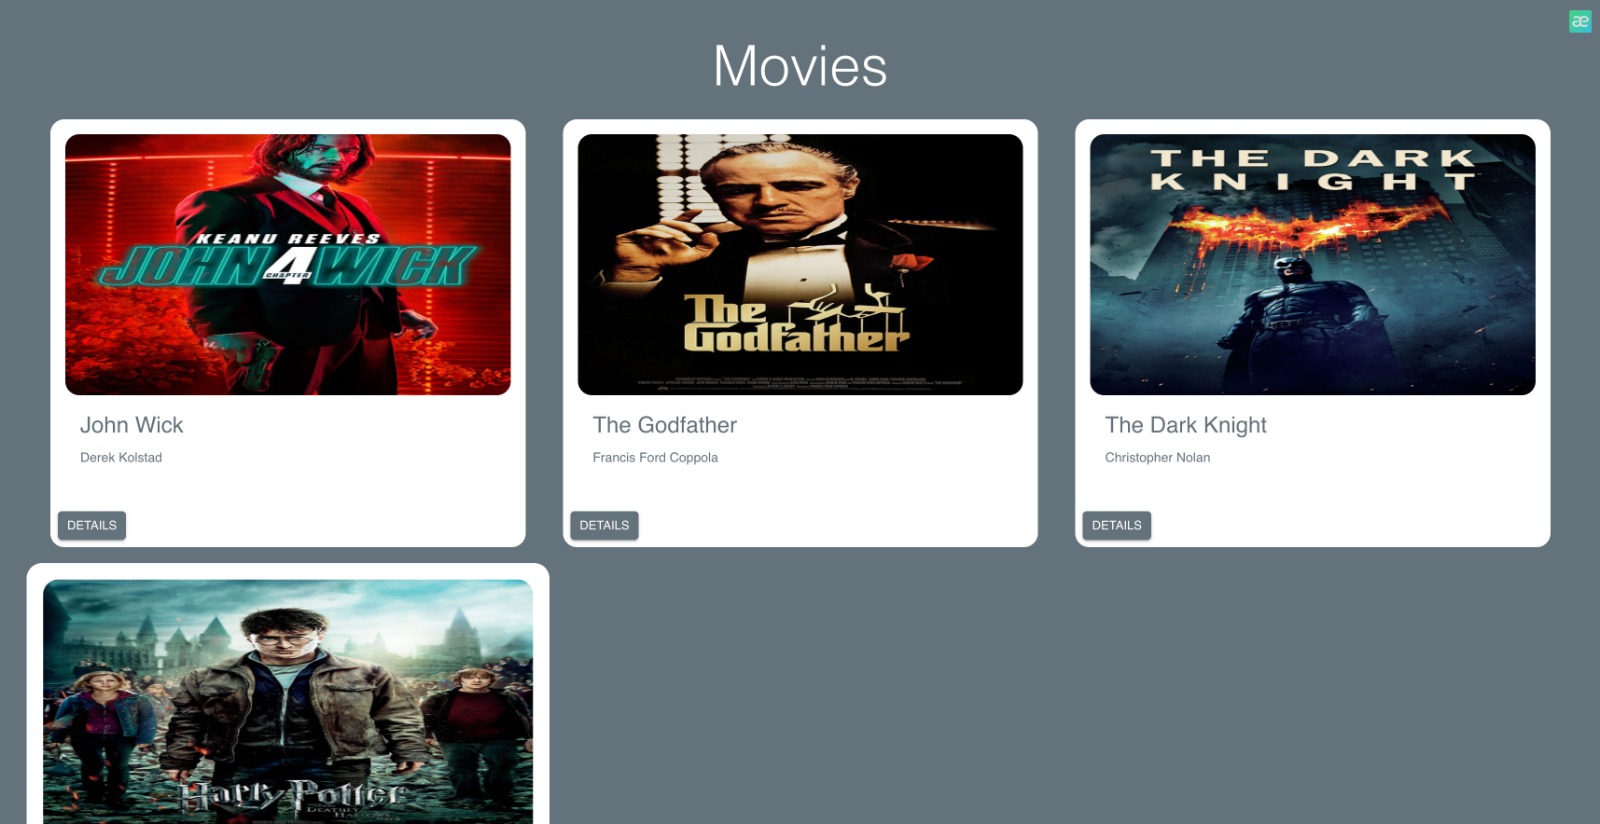 æ
Movies
KEANU REEVES
JOHN WICK
CHAPTER 4
The
Godfather
THE DARK
KNIGHT
John Wick
Derek Kolstad
DETAILS
The Godfather
Francis Ford Coppola
DETAILS
The Dark Knight
Christopher Nolan
DETAILS
Harry Potter
DEATHLY
HALLOWS